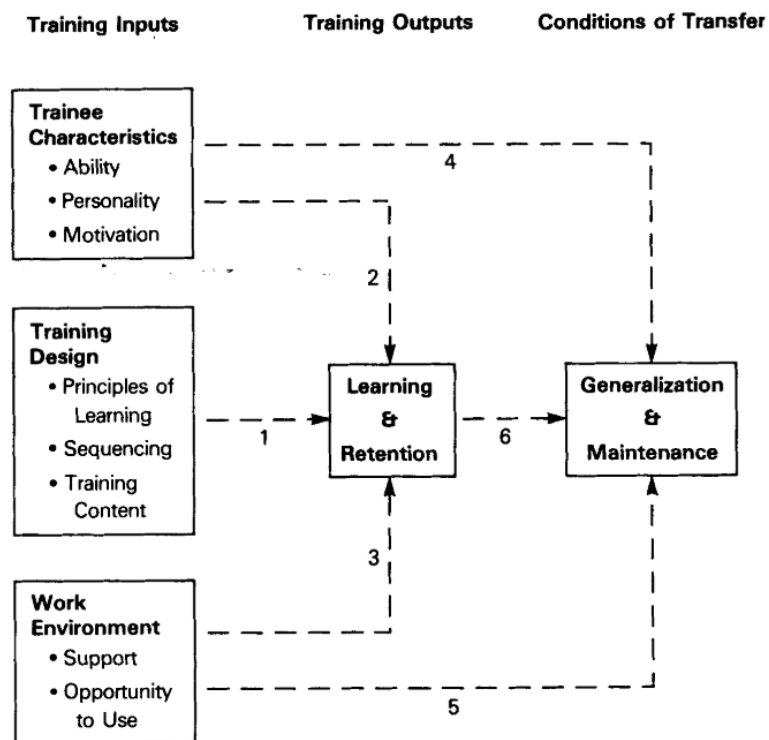 Training Inputs
Training Outputs
Conditions of Transfer
Trainee
Characteristics
• Ability
• Personality
• Motivation
4
2
Training
Design
• Principles of
Learning
• Sequencing
• Training
Content
1
Learning
&
Retention
6
Generalization
&
Maintenance
3
Work
Environment
• Support
• Opportunity
to Use
5